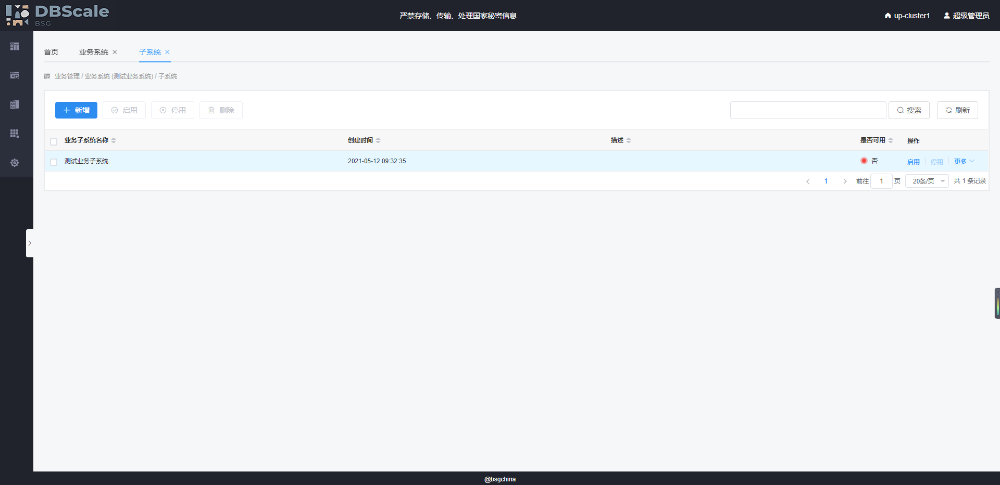 DBScale
BSG
严禁存储、传输、处理国家秘密信息
up-cluster1
超级管理员
首页
业务系统
子系统
业务管理 / 业务系统 (测试业务系统) / 子系统
新增
启用
停用
删除
搜索
刷新
业务子系统名称
创建时间
描述
是否可用
操作
测试业务子系统
2021-05-12 09:32:35
否
启用
停用
更多
1
前往
1
页
20条/页
共 1 条记录
@bsgchina